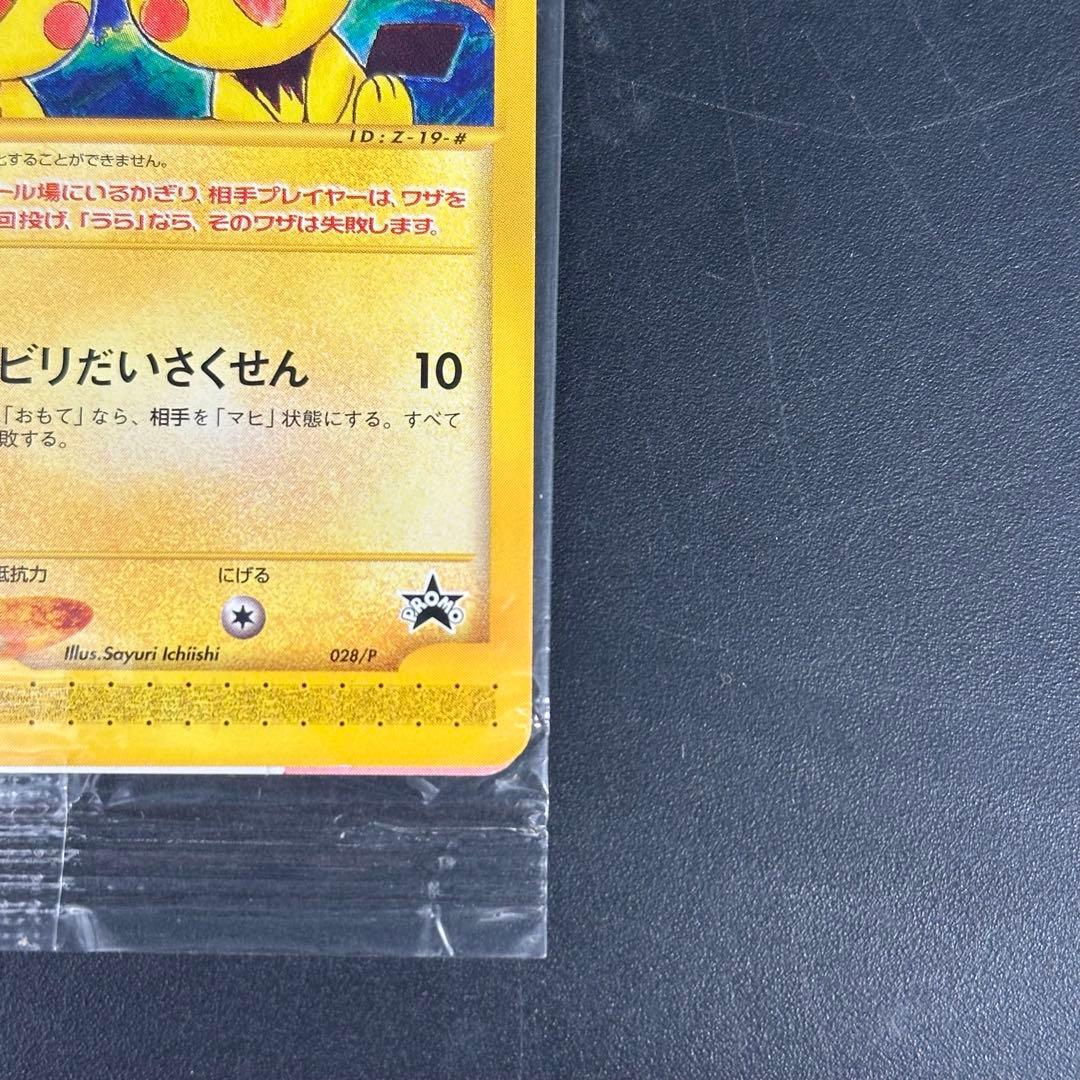 ID:Z-19-#
することができません。
ール場にいるかぎり、相手プレイヤーは、ワザを
回投げ、「うら」なら、そのワザは失敗します。
ビリだいさくせん 10
「おもて」なら、相手を「マヒ」状態にする。すべて
敗する。
抵抗力 にげる
PROMO
Illus.Sayuri Ichiishi 028/P